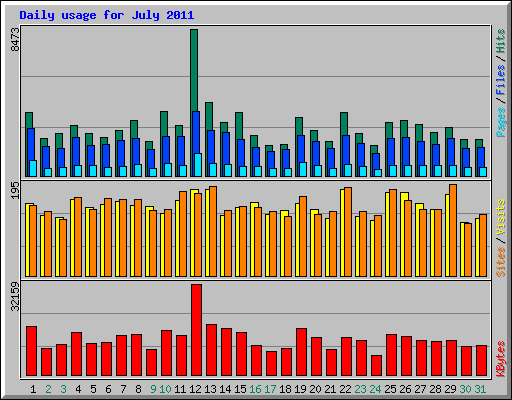 Daily usage for July 2011
8473
Pages / Files / Hits
195
Sites / Visits
32159
KBytes
1 2 3 4 5 6 7 8 9 10 11 12 13 14 15 16 17 18 19 20 21 22 23 24 25 26 27 28 29 30 31